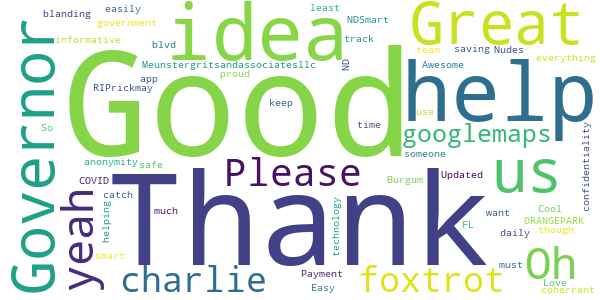 blanding
easily
government
idea
least
NDSmart
Great
informative
blvd
track
team
saving
Nudes
Governor
Good
Meunstergritsandassociatesllc
proud
ND
Awesome
everything
RIPrickmay
app
keep
help
use
So
time
googlemaps
anonymity
safe
someone
confidentiality
COVID
Please
Burgum
Updated
us
yeah
catch
Thank
want
Cool
helping
much
technology
FL
ORANGEPARK
though
daily
smart
must
Oh
charlie
Payment
Easy
foxtrot
Love
coherrant